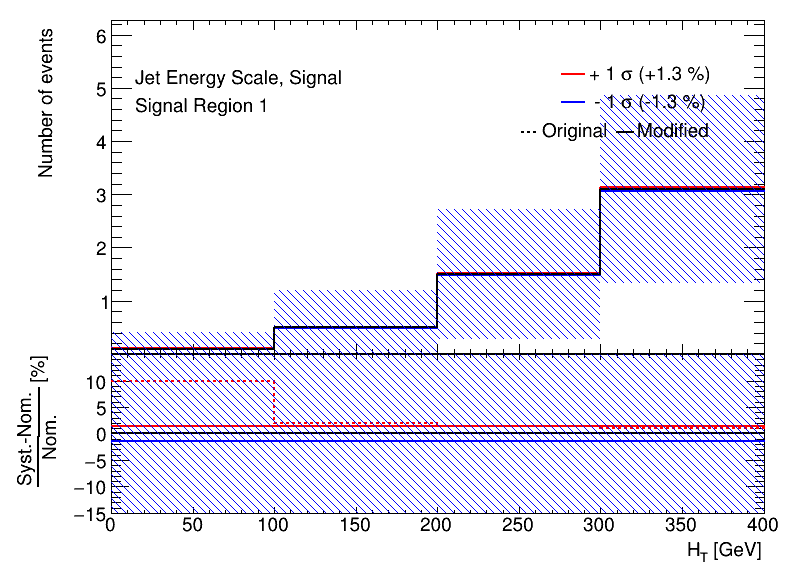 Number of events
6
5
4
3
2
1
Jet Energy Scale, Signal
Signal Region 1
+ 1 σ (+1.3 %)
- 1 σ (-1.3 %)
Original
Modified
Syst.-Nom.
Nom.
[%]
10
5
0
−5
−10
−15
0 50 100 150 200 250 300 350 400
H_T [GeV]